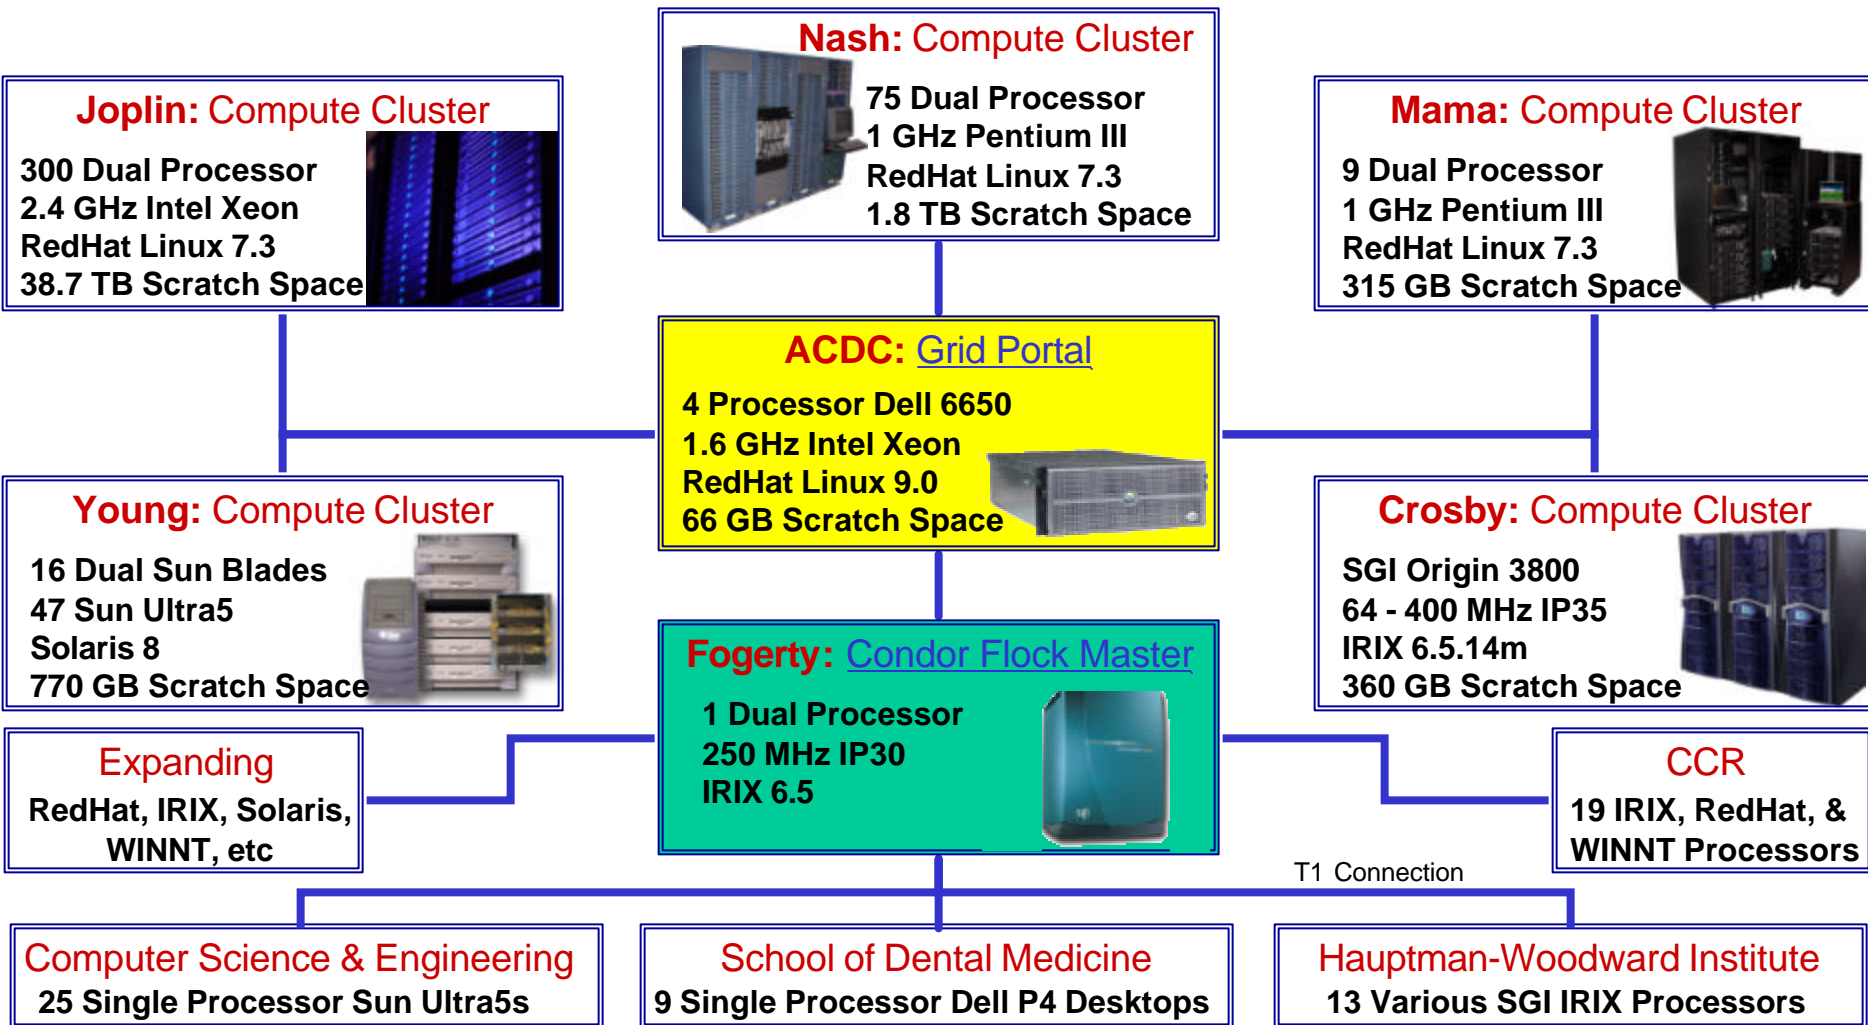 Nash: Compute Cluster
75 Dual Processor
1 GHz Pentium III
RedHat Linux 7.3
1.8 TB Scratch Space
Joplin: Compute Cluster
300 Dual Processor
2.4 GHz Intel Xeon
RedHat Linux 7.3
38.7 TB Scratch Space
Mama: Compute Cluster
9 Dual Processor
1 GHz Pentium III
RedHat Linux 7.3
315 GB Scratch Space
ACDC: Grid Portal
4 Processor Dell 6650
1.6 GHz Intel Xeon
RedHat Linux 9.0
66 GB Scratch Space
Young: Compute Cluster
16 Dual Sun Blades
47 Sun Ultra5
Solaris 8
770 GB Scratch Space
Crosby: Compute Cluster
SGI Origin 3800
64 - 400 MHz IP35
IRIX 6.5.14m
360 GB Scratch Space
Fogerty: Condor Flock Master
1 Dual Processor
250 MHz IP30
IRIX 6.5
Expanding
RedHat, IRIX, Solaris,
WINNT, etc
CCR
19 IRIX, RedHat, &
WINNT Processors
T1 Connection
Computer Science & Engineering
25 Single Processor Sun Ultra5s
School of Dental Medicine
9 Single Processor Dell P4 Desktops
Hauptman-Woodward Institute
13 Various SGI IRIX Processors